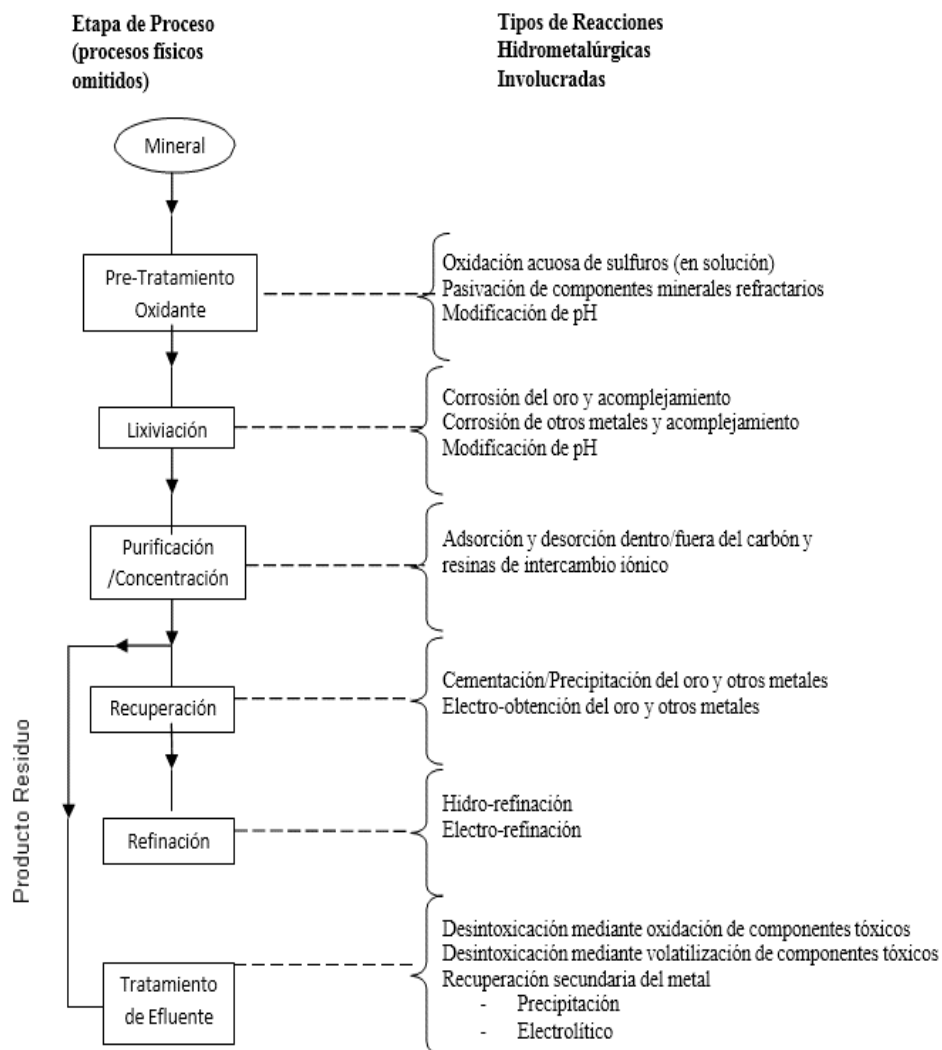 Etapa de Proceso
(procesos físicos
omitidos)
Tipos de Reacciones
Hidrometalúrgicas
Involucradas
Mineral
Pre-Tratamiento
Oxidante
Oxidación acuosa de sulfuros (en solución)
Pasivación de componentes minerales refractarios
Modificación de pH
Lixiviación
Corrosión del oro y acomplejamiento
Corrosión de otros metales y acomplejamiento
Modificación de pH
Purificación
/Concentración
Adsorción y desorción dentro/fuera del carbón y
resinas de intercambio iónico
Recuperación
Cementación/Precipitación del oro y otros metales
Electro-obtención del oro y otros metales
Producto Residuo
Refinación
Hidro-refinación
Electro-refinación
Tratamiento
de Efluente
Desintoxicación mediante oxidación de componentes tóxicos
Desintoxicación mediante volatilización de componentes tóxicos
Recuperación secundaria del metal
- Precipitación
- Electrolítico